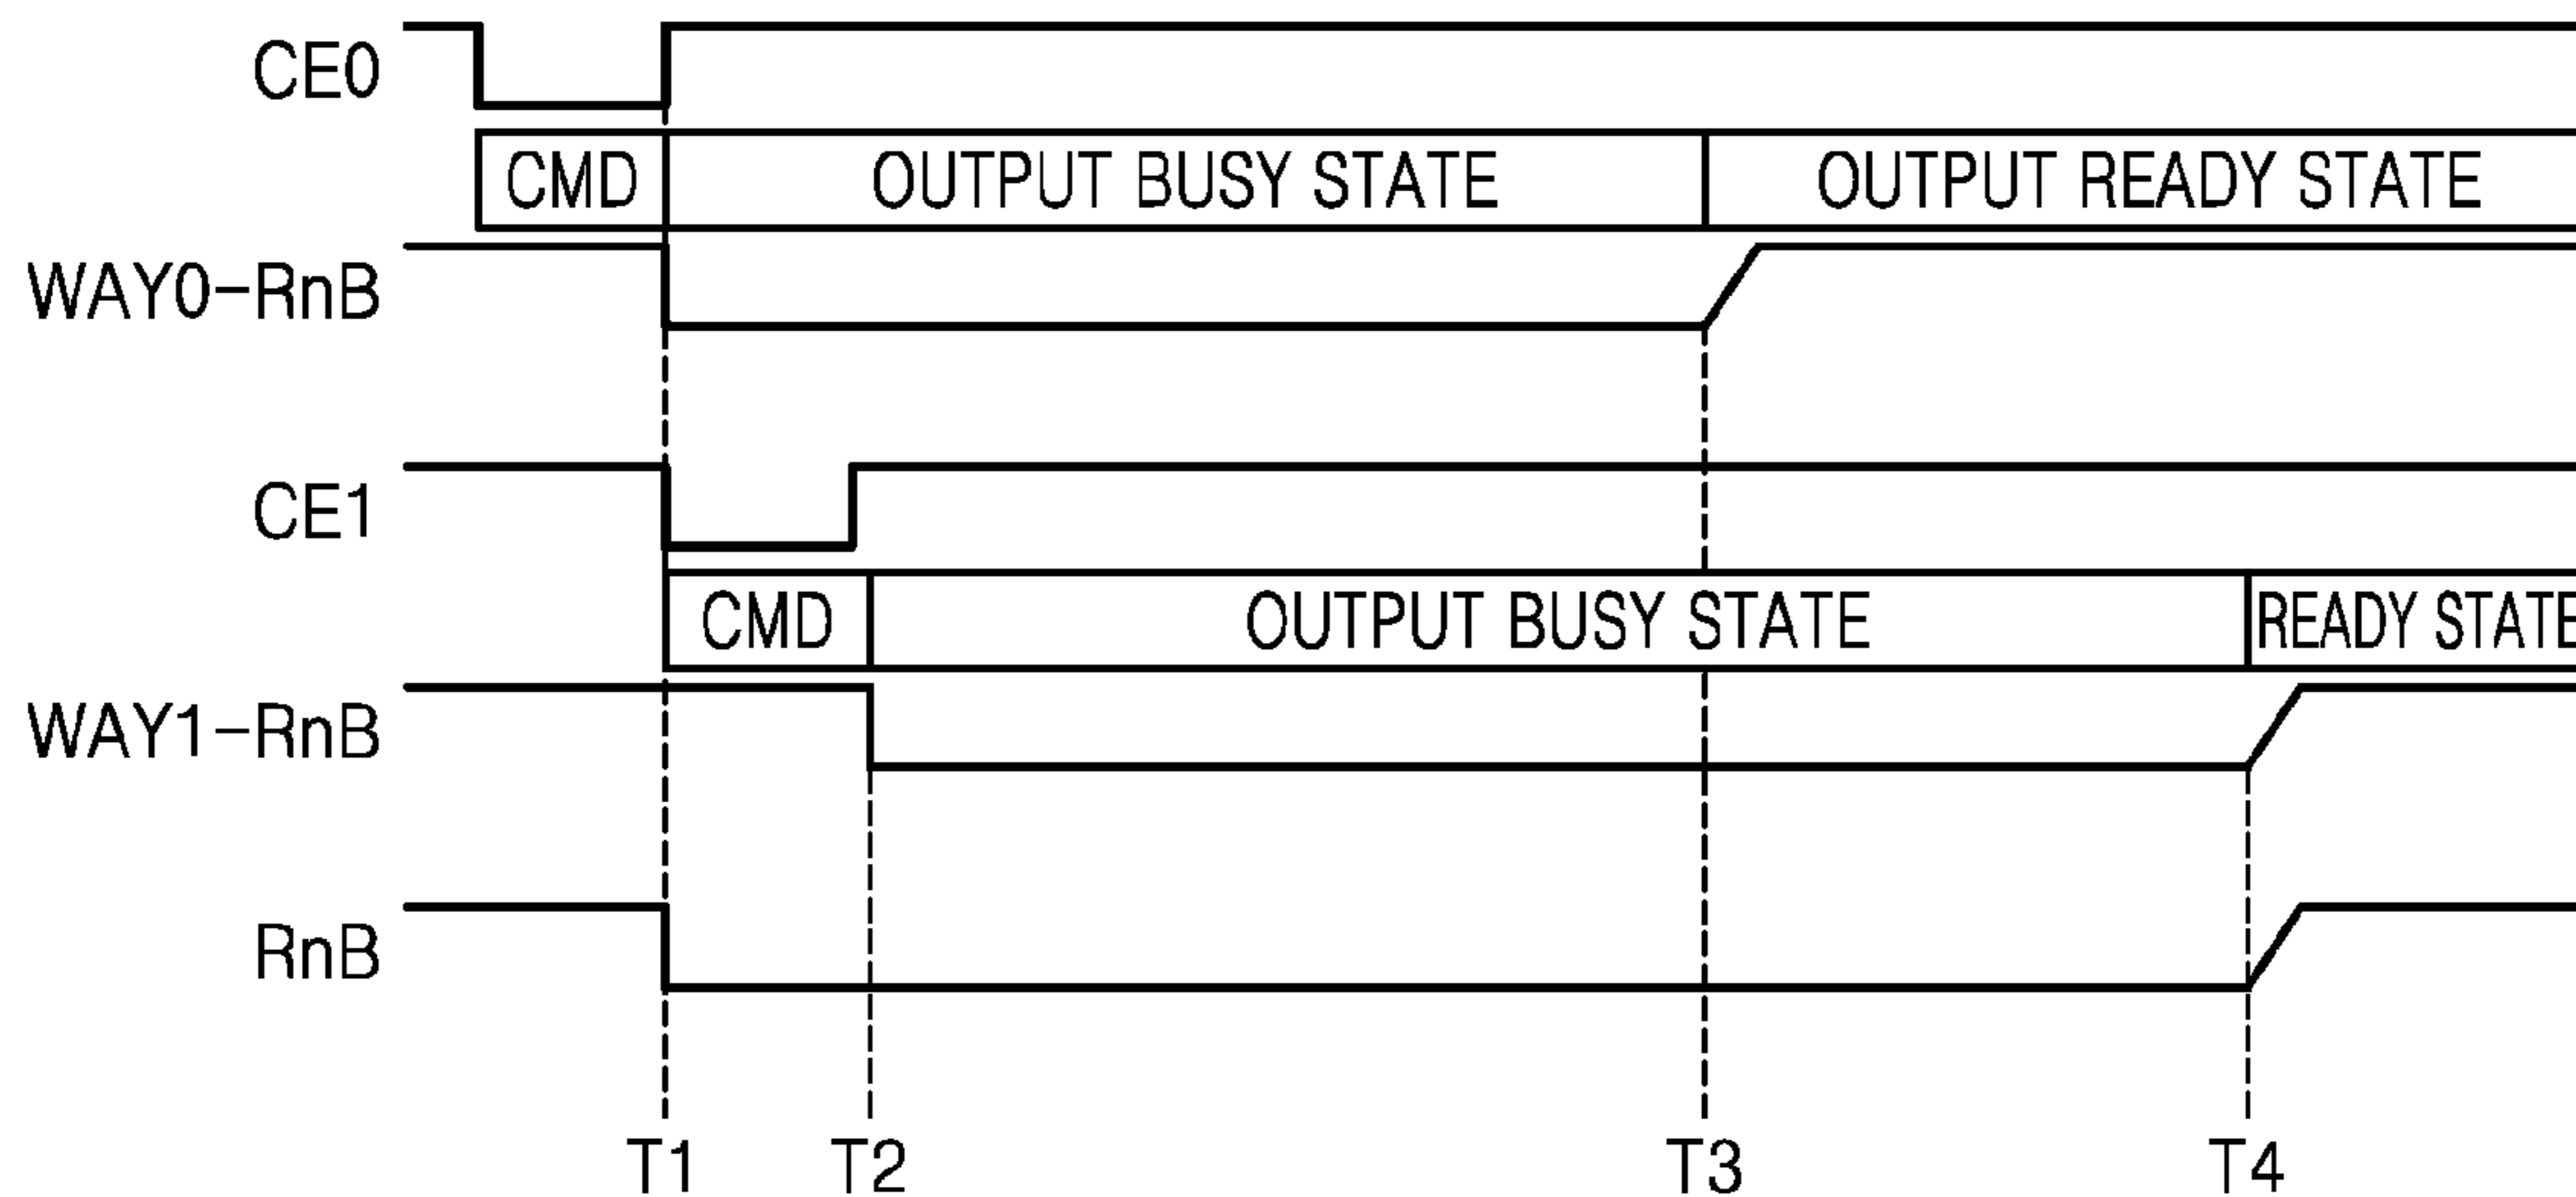 CE0
CMD OUTPUT BUSY STATE OUTPUT READY STATE
WAY0-RnB
CE1
CMD OUTPUT BUSY STATE READY STATE
WAY1-RnB
RnB
T1 T2 T3 T4